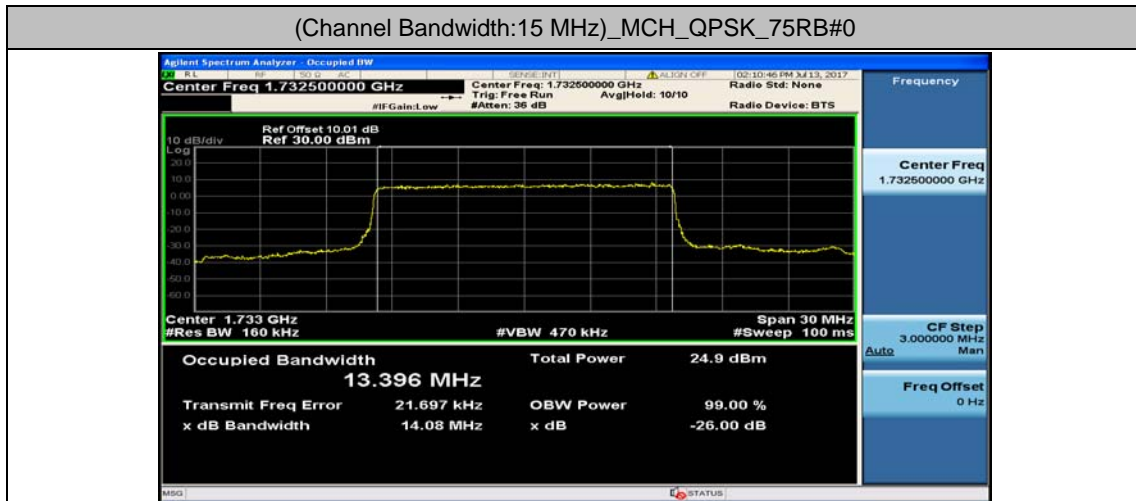 (Channel Bandwidth:15 MHz)_MCH_QPSK_75RB#0
Agilent Spectrum Analyzer - Occupied BW
RL RF 50 Ω AC SENSE:INT ALIGN OFF 02:10:46 PM Jul 13, 2017
Center Freq 1.732500000 GHz Center Freq: 1.732500000 GHz Radio Std: None
Trig: Free Run Avg|Hold: 10/10
#IFGain:Low #Atten: 36 dB Radio Device: BTS
Frequency
Ref Offset 10.01 dB
10 dB/div Ref 30.00 dBm
Log
20.0
10.0
0.00
-10.0
-20.0
-30.0
-40.0
-50.0
-60.0
Center Freq
1.732500000 GHz
Center 1.733 GHz Span 30 MHz
#Res BW 160 kHz #VBW 470 kHz #Sweep 100 ms
CF Step
3.000000 MHz
Auto Man
Occupied Bandwidth Total Power 24.9 dBm
13.396 MHz
Transmit Freq Error 21.697 kHz OBW Power 99.00 %
x dB Bandwidth 14.08 MHz x dB -26.00 dB
Freq Offset
0 Hz
MSG STATUS